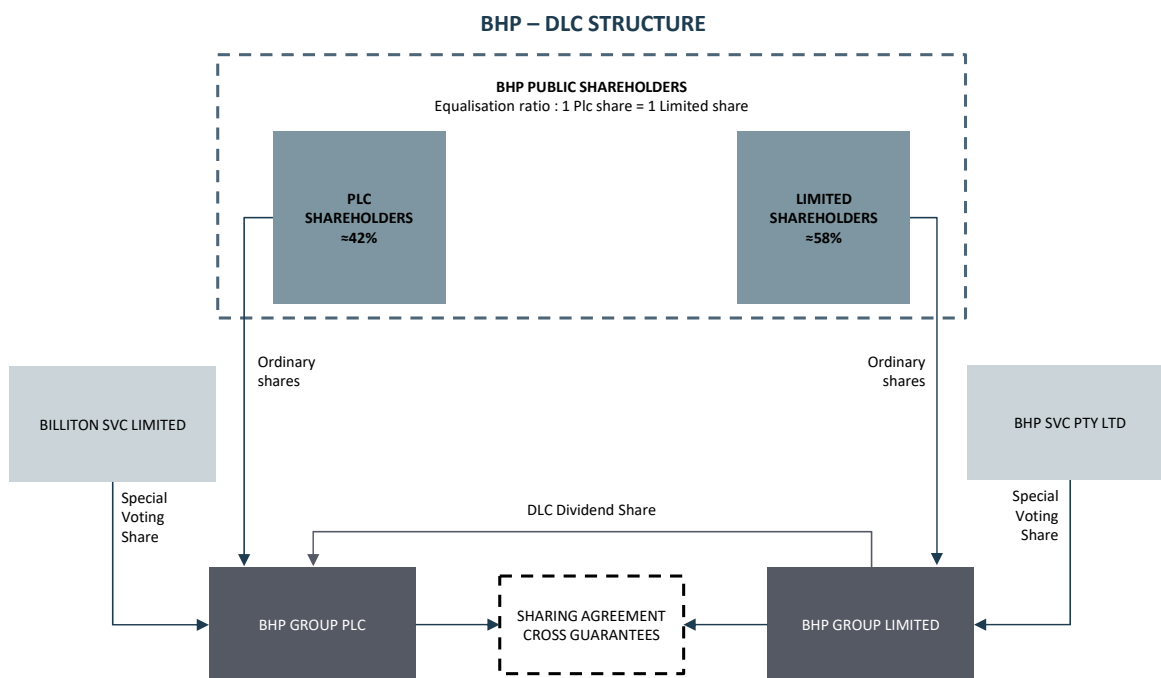 BHP – DLC STRUCTURE
BHP PUBLIC SHAREHOLDERS
Equalisation ratio : 1 Plc share = 1 Limited share
PLC
SHAREHOLDERS
≈42%
LIMITED
SHAREHOLDERS
≈58%
Ordinary
shares
Ordinary
shares
BILLITON SVC LIMITED
BHP SVC PTY LTD
Special
Voting
Share
DLC Dividend Share
Special
Voting
Share
BHP GROUP PLC
SHARING AGREEMENT
CROSS GUARANTEES
BHP GROUP LIMITED